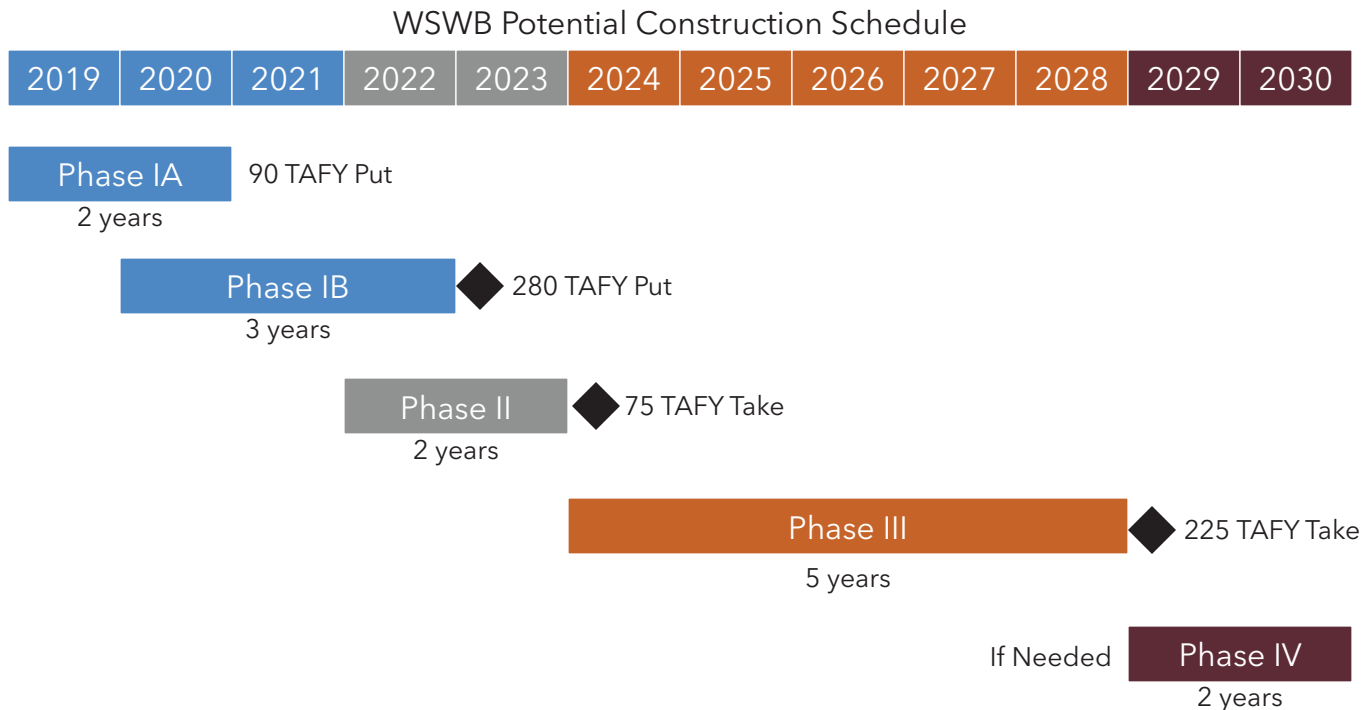 WSWB Potential Construction Schedule
2019 2020 2021 2022 2023 2024 2025 2026 2027 2028 2029 2030
Phase IA 90 TAFY Put
2 years
Phase IB 280 TAFY Put
3 years
Phase II 75 TAFY Take
2 years
Phase III 225 TAFY Take
5 years
If Needed Phase IV
2 years